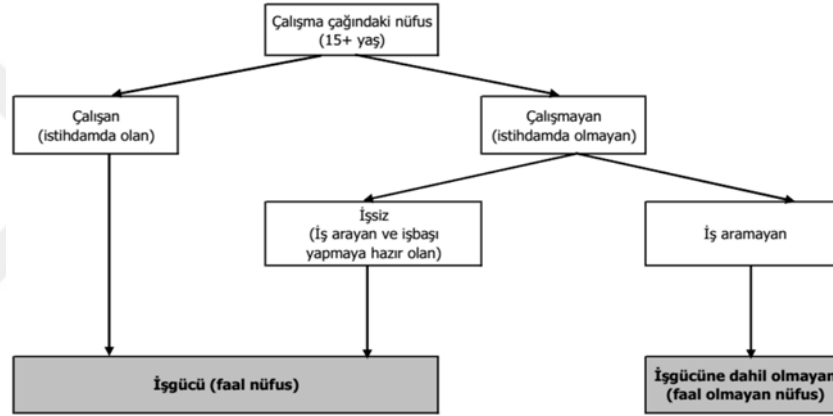 Çalışma çağındaki nüfus
(15+ yaş)
Çalışan
(istihdamda olan)
Çalışmayan
(istihdamda olmayan)
İşsiz
(İş arayan ve işbaşı
yapmaya hazır olan)
İş aramayan
İşgücü (faal nüfus)
İşgücüne dahil olmayan
(faal olmayan nüfus)